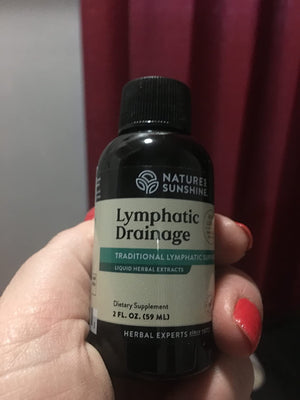 NATURE'S
SUNSHINE
Lymphatic
Drainage
TRADITIONAL LYMPHATIC
LIQUID HERBAL EXTRACTS
Dietary Supplement
2 FL. OZ. (59 ML)
HERBAL EXPERTS